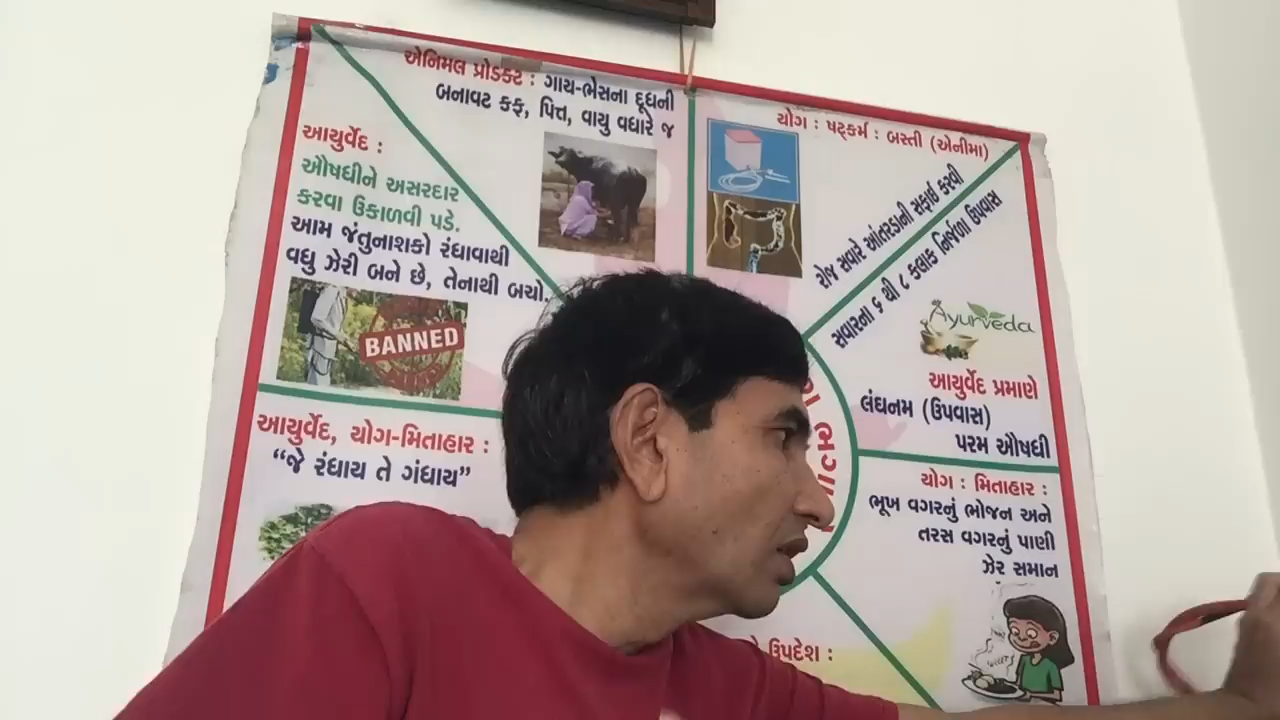 એનિમલ પ્રોડક્ટ : ગાય-ભેંસના દૂધની
બનાવટ કફ, પિત્ત, વાયુ વધારે જ
આયુર્વેદ :
ઔષધીને અસરદાર
કરવા ઉકાળવી પડે.
આમ જંતુનાશકો રંધાવાથી
વધુ ઝેરી બને છે, તેનાથી બચો.
BANNED
આયુર્વેદ, યોગ-મિતાહાર :
“જે રંધાય તે ગંધાય”
યોગ : ષટ્કર્મ : બસ્તી (એનીમા)
રોજ સવારે આંતરડાની સફાઈ કરવી
સવારના ૬ થી ૮ કલાક નિર્જળા ઉપવાસ
Ayurveda
આયુર્વેદ પ્રમાણે
લંઘનમ (ઉપવાસ)
પરમ ઔષધી
યોગ : મિતાહાર :
ભૂખ વગરનું ભોજન અને
તરસ વગરનું પાણી
ઝેર સમાન
ઉપદેશ :